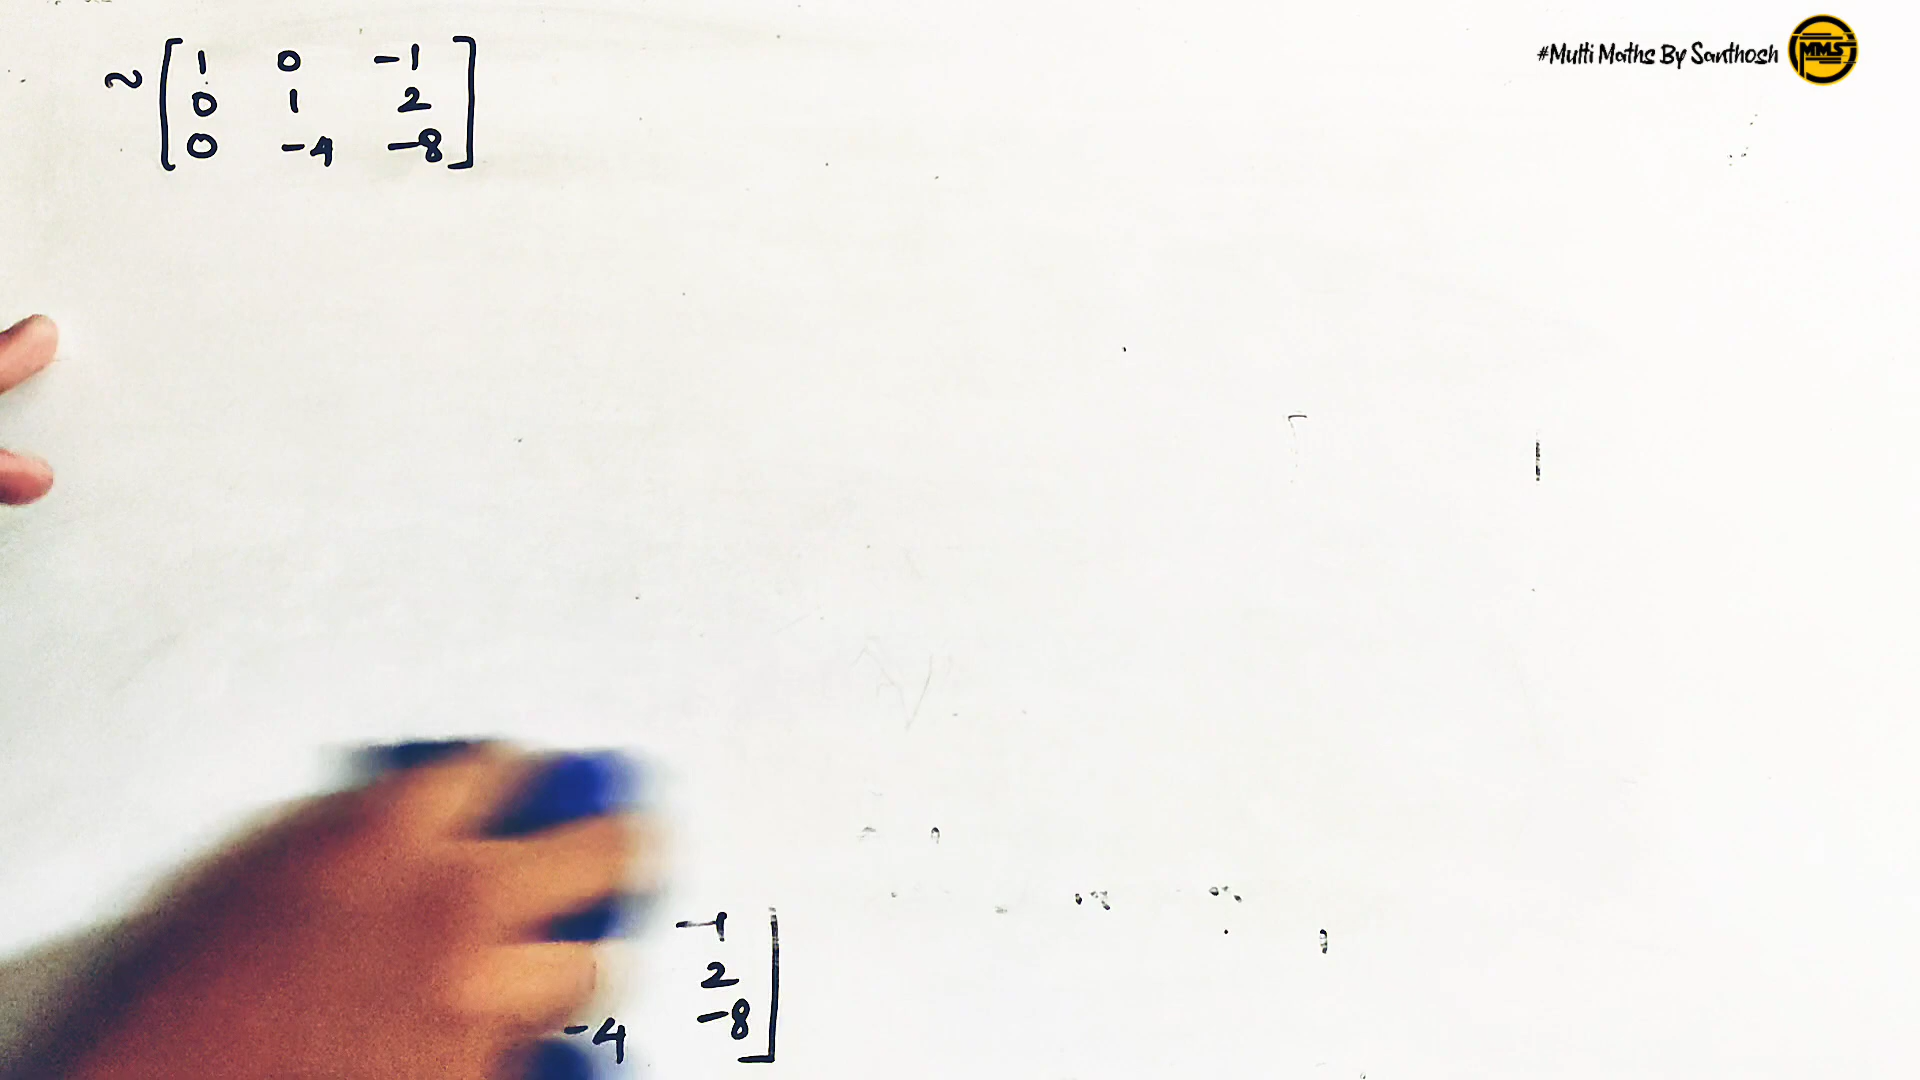 #Multi Maths By Santhosh MMS
~ [ 1 0 -1 ]
0 1 2
0 -4 -8
-1 ]
2
-4 -8